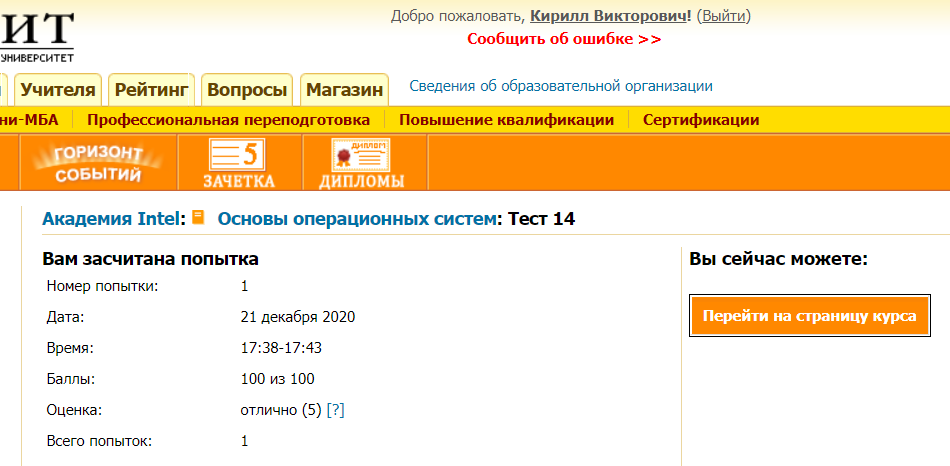 Добро пожаловать, Кирилл Викторович! (Выйти)
ИТ
Сообщить об ошибке >>
УНИВЕРСИТЕТ
Учителя Рейтинг Вопросы Магазин Сведения об образовательной организации
ни-МБА Профессиональная переподготовка Повышение квалификации Сертификации
ГОРИЗОНТ СОБЫТИЙ
5 ЗАЧЕТКА
ДИПЛОМ ДИПЛОМЫ
Академия Intel: Основы операционных систем: Тест 14
Вам засчитана попытка
Номер попытки: 1
Дата: 21 декабря 2020
Время: 17:38-17:43
Баллы: 100 из 100
Оценка: отлично (5) [?]
Всего попыток: 1
Вы сейчас можете:
Перейти на страницу курса